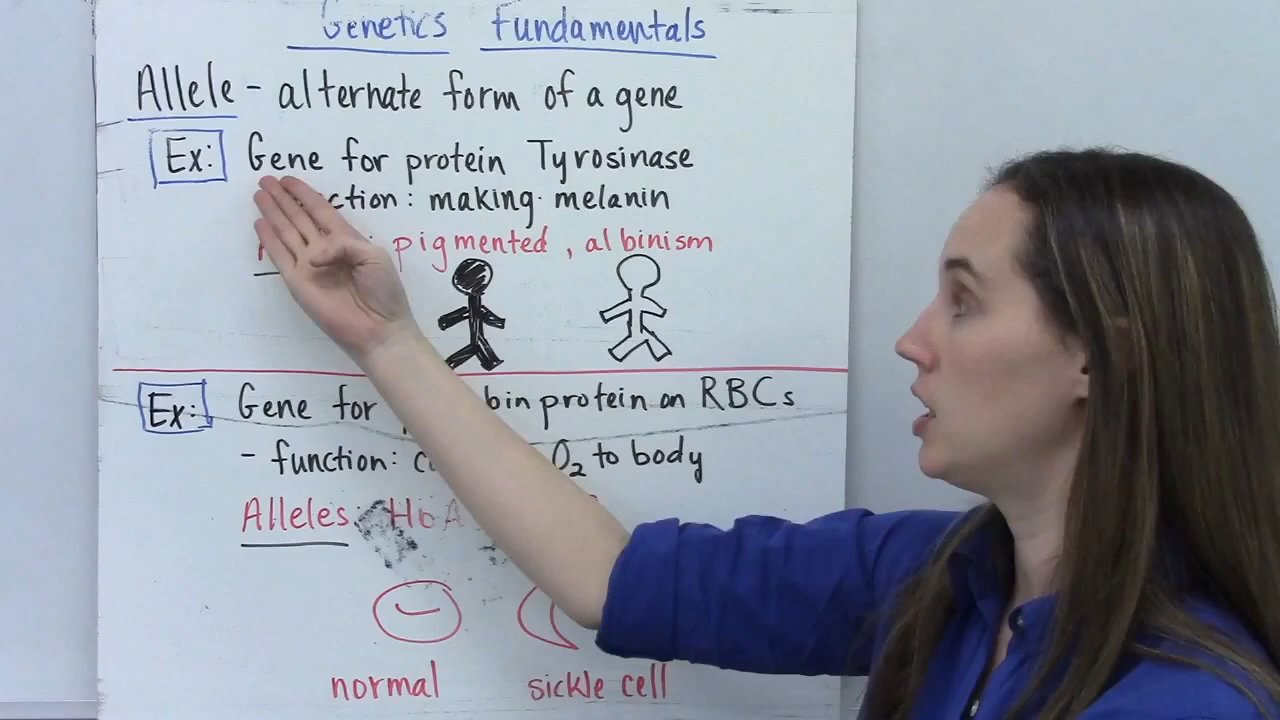 Genetics Fundamentals
Allele - alternate form of a gene
Ex: Gene for protein Tyrosinase
ction: making melanin
pigmented, albinism
Ex: Gene for bin protein on RBCs
- function: O2 to body
Alleles HbA
normal sickle cell